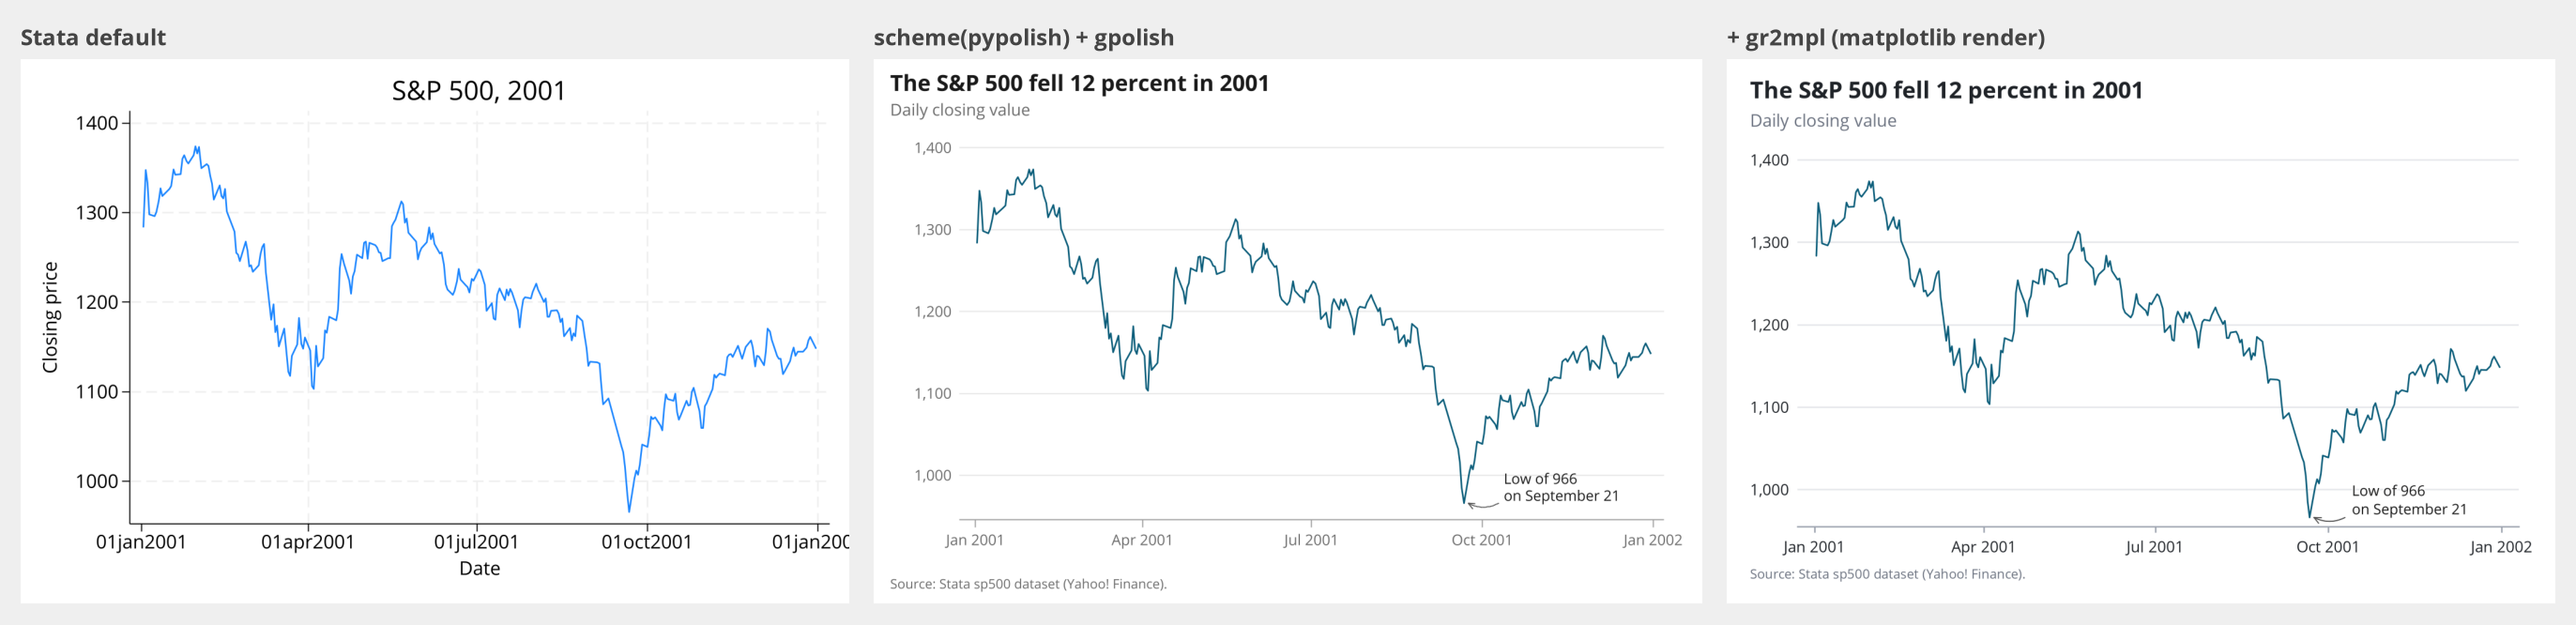 Stata default
S&P 500, 2001
1400
1300
1200
1100
1000
Closing price
01jan2001 01apr2001 01jul2001 01oct2001 01jan200
Date
scheme(pypolish) + gpolish
The S&P 500 fell 12 percent in 2001
Daily closing value
1,400
1,300
1,200
1,100
1,000
Low of 966
on September 21
Jan 2001 Apr 2001 Jul 2001 Oct 2001 Jan 2002
Source: Stata sp500 dataset (Yahoo! Finance).
+ gr2mpl (matplotlib render)
The S&P 500 fell 12 percent in 2001
Daily closing value
1,400
1,300
1,200
1,100
1,000
Low of 966
on September 21
Jan 2001 Apr 2001 Jul 2001 Oct 2001 Jan 2002
Source: Stata sp500 dataset (Yahoo! Finance).